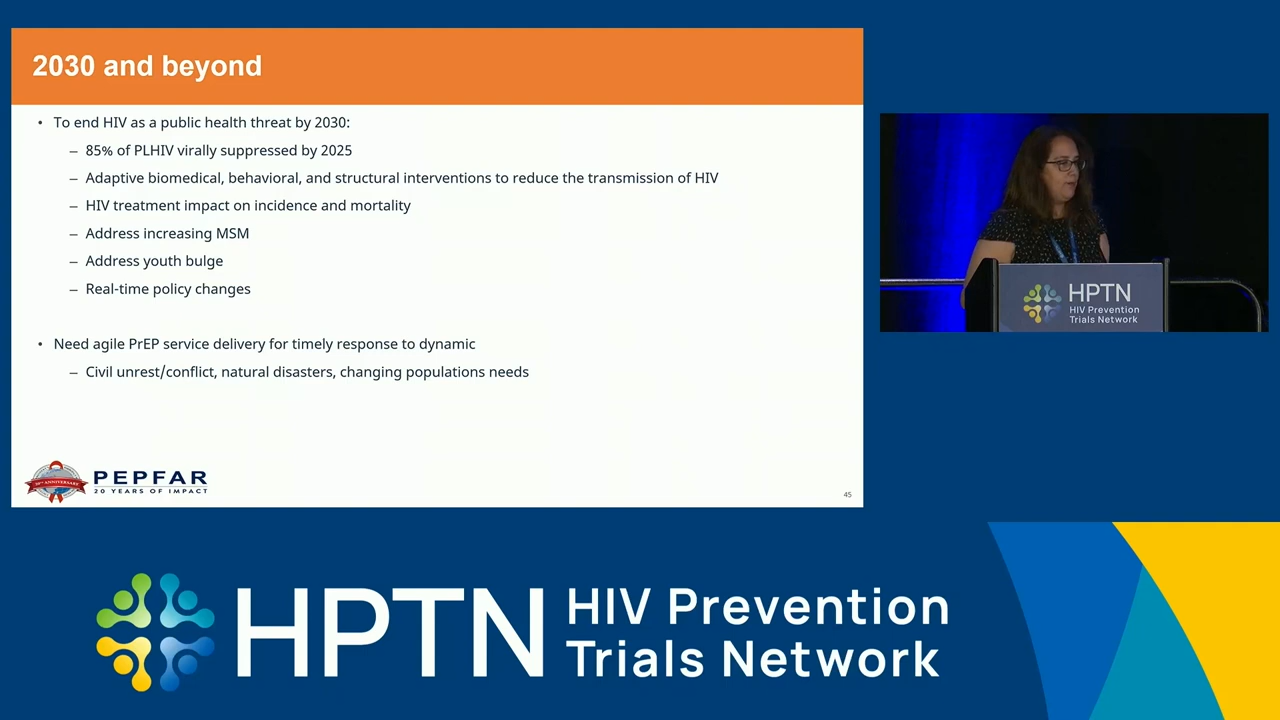 2030 and beyond
• To end HIV as a public health threat by 2030:
– 85% of PLHIV virally suppressed by 2025
– Adaptive biomedical, behavioral, and structural interventions to reduce the transmission of HIV
– HIV treatment impact on incidence and mortality
– Address increasing MSM
– Address youth bulge
– Real-time policy changes
• Need agile PrEP service delivery for timely response to dynamic
– Civil unrest/conflict, natural disasters, changing populations needs
PEPFAR
20 YEARS OF IMPACT
45
HPTN
HIV Prevention
Trials Network
HPTN
HIV Prevention
Trials Network